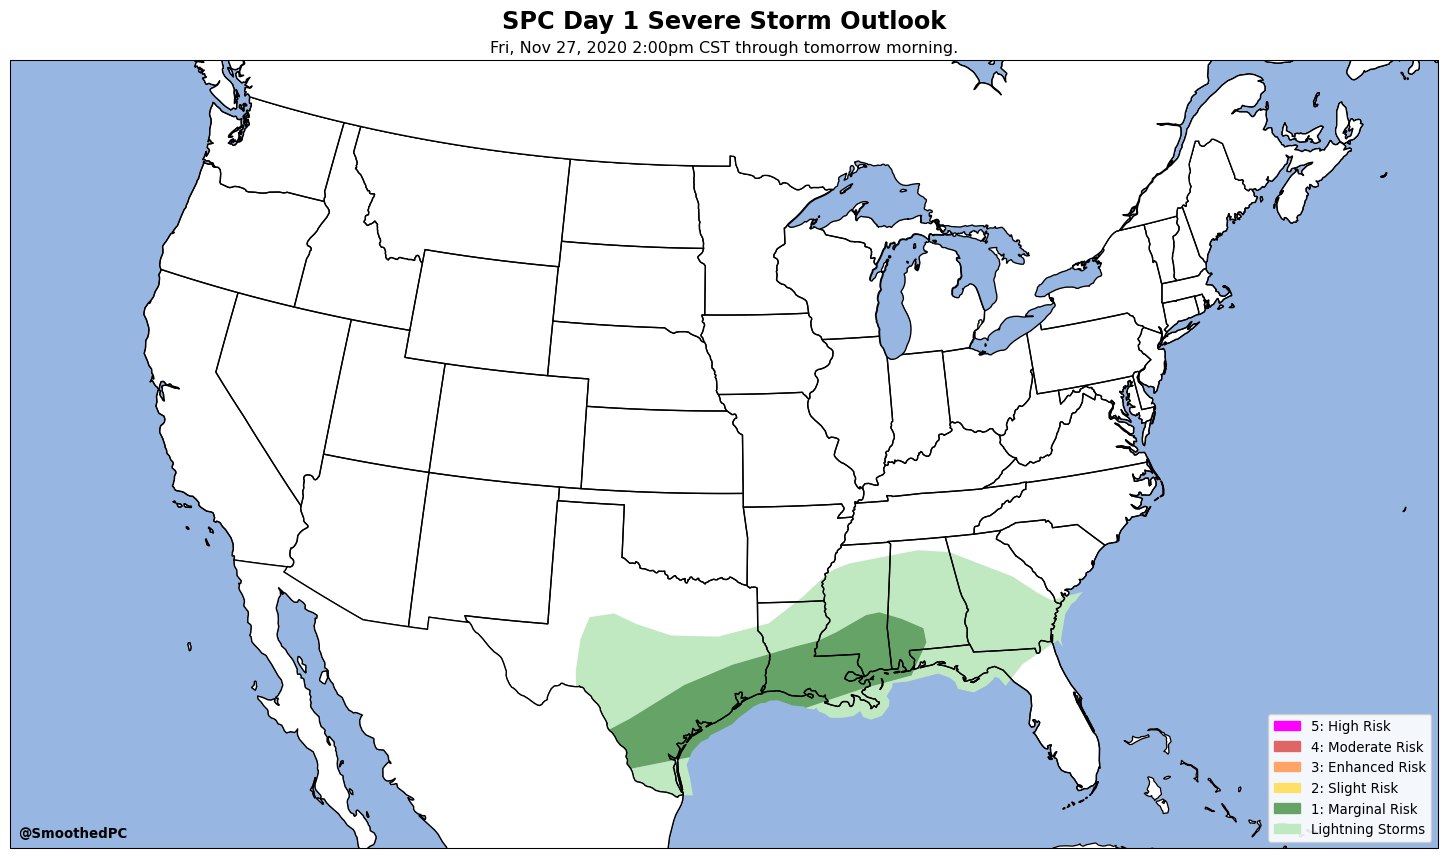 SPC Day 1 Severe Storm Outlook
Fri, Nov 27, 2020 2:00pm CST through tomorrow morning.
5: High Risk
4: Moderate Risk
3: Enhanced Risk
2: Slight Risk
1: Marginal Risk
Lightning Storms
@SmoothedPC